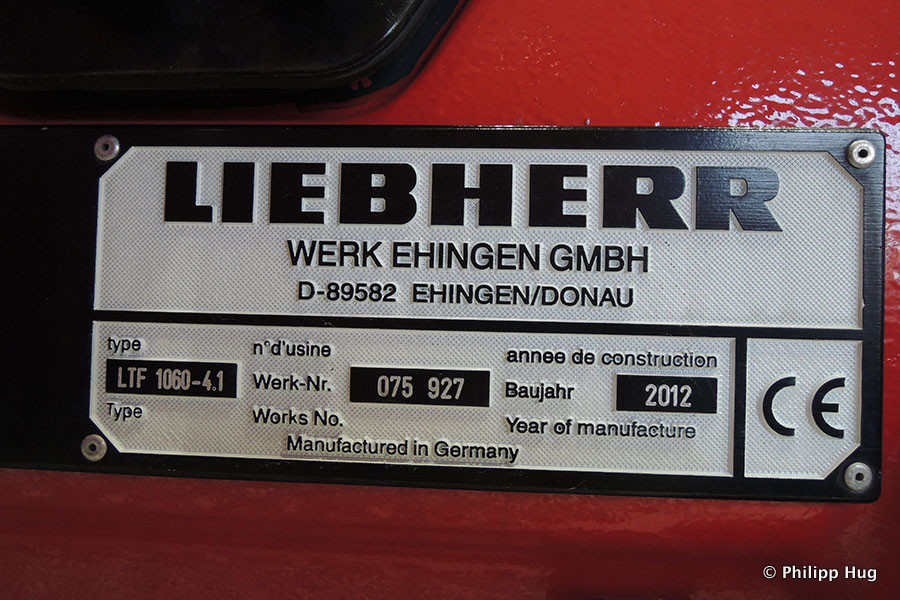 LIEBHERR
WERK EHINGEN GMBH
D-89582 EHINGEN/DONAU
type
LTF 1060-4.1
Type
n°d'usine
Werk-Nr. 075 927
Works No.
annee de construction
Baujahr 2012
Year of manufacture
Manufactured in Germany
CE
© Philipp Hug